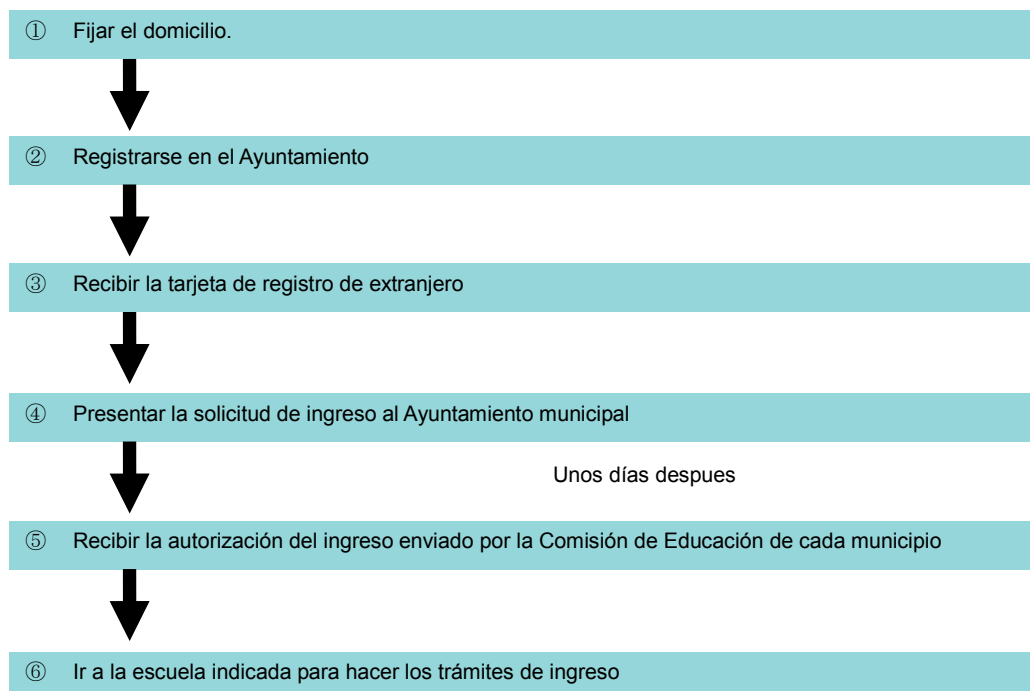 ① Fijar el domicilio.
② Registrarse en el Ayuntamiento
③ Recibir la tarjeta de registro de extranjero
④ Presentar la solicitud de ingreso al Ayuntamiento municipal
Unos días despues
⑤ Recibir la autorización del ingreso enviado por la Comisión de Educación de cada municipio
⑥ Ir a la escuela indicada para hacer los trámites de ingreso